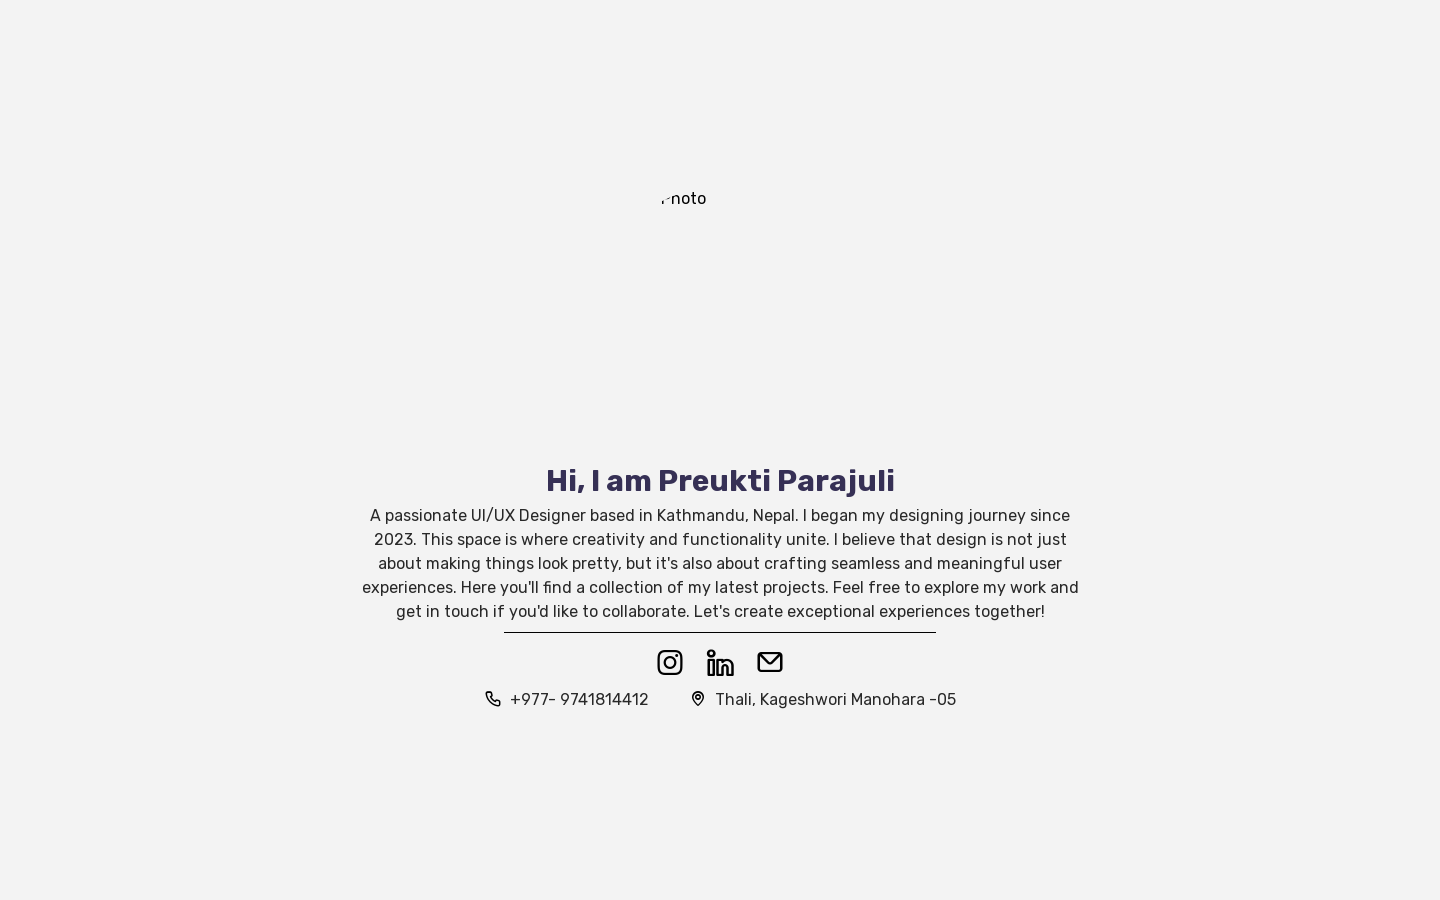 Photo
Hi, I am Preukti Parajuli
A passionate UI/UX Designer based in Kathmandu, Nepal. I began my designing journey since
2023. This space is where creativity and functionality unite. I believe that design is not just
about making things look pretty, but it's also about crafting seamless and meaningful user
experiences. Here you'll find a collection of my latest projects. Feel free to explore my work and
get in touch if you'd like to collaborate. Let's create exceptional experiences together!
+977- 9741814412
Thali, Kageshwori Manohara -05